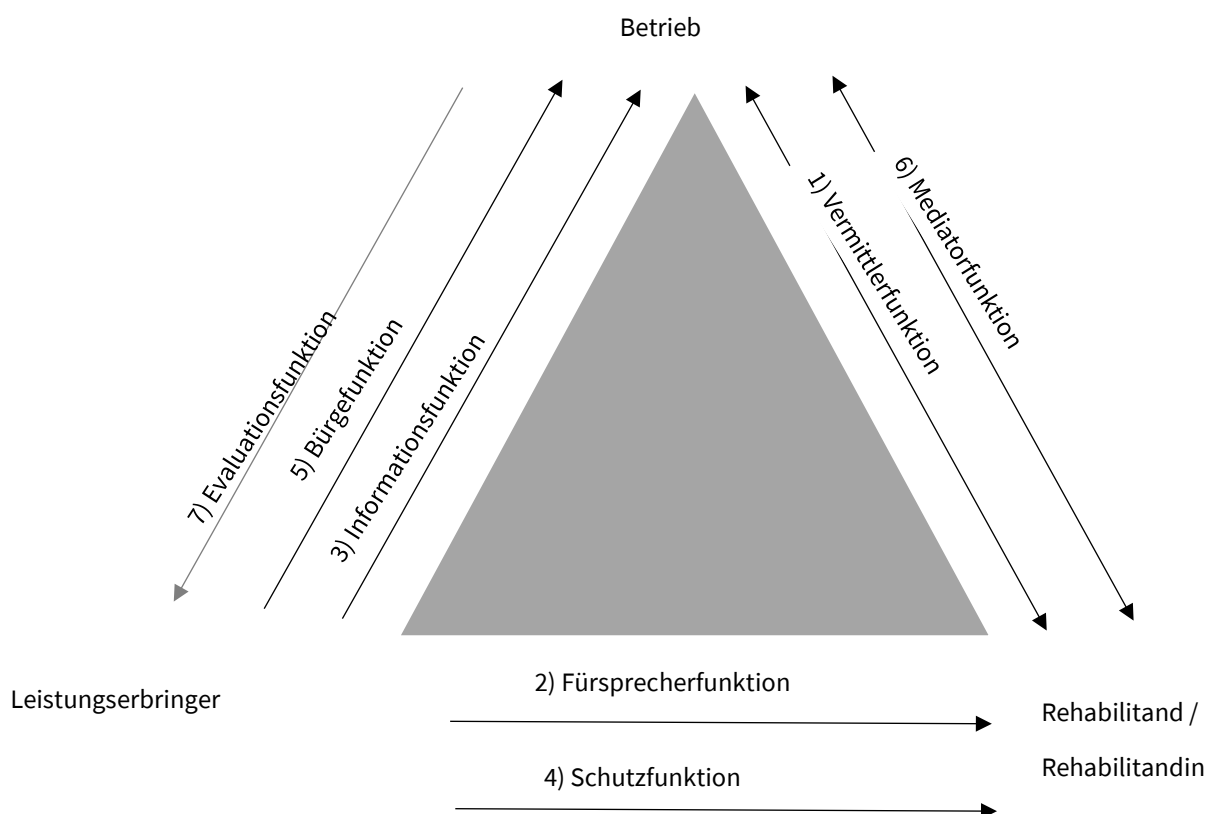 Betrieb
6) Mediatorfunktion
1) Vermittlerfunktion
7) Evaluationsfunktion
5) Bürgefunktion
3) Informationsfunktion
2) Fürsprecherfunktion
Leistungserbringer
Rehabilitand /
Rehabilitandin
4) Schutzfunktion